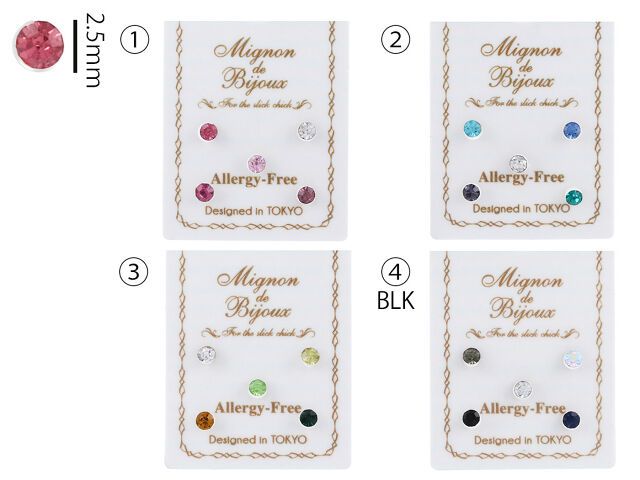 2.5mm
①
Mignon
de
Bijoux
For the slick chick
Allergy-Free
Designed in TOKYO
②
Mignon
de
Bijoux
For the slick chick
Allergy-Free
Designed in TOKYO
③
Mignon
de
Bijoux
For the slick chick
Allergy-Free
Designed in TOKYO
④
BLK
Mignon
de
Bijoux
For the slick chick
Allergy-Free
Designed in TOKYO